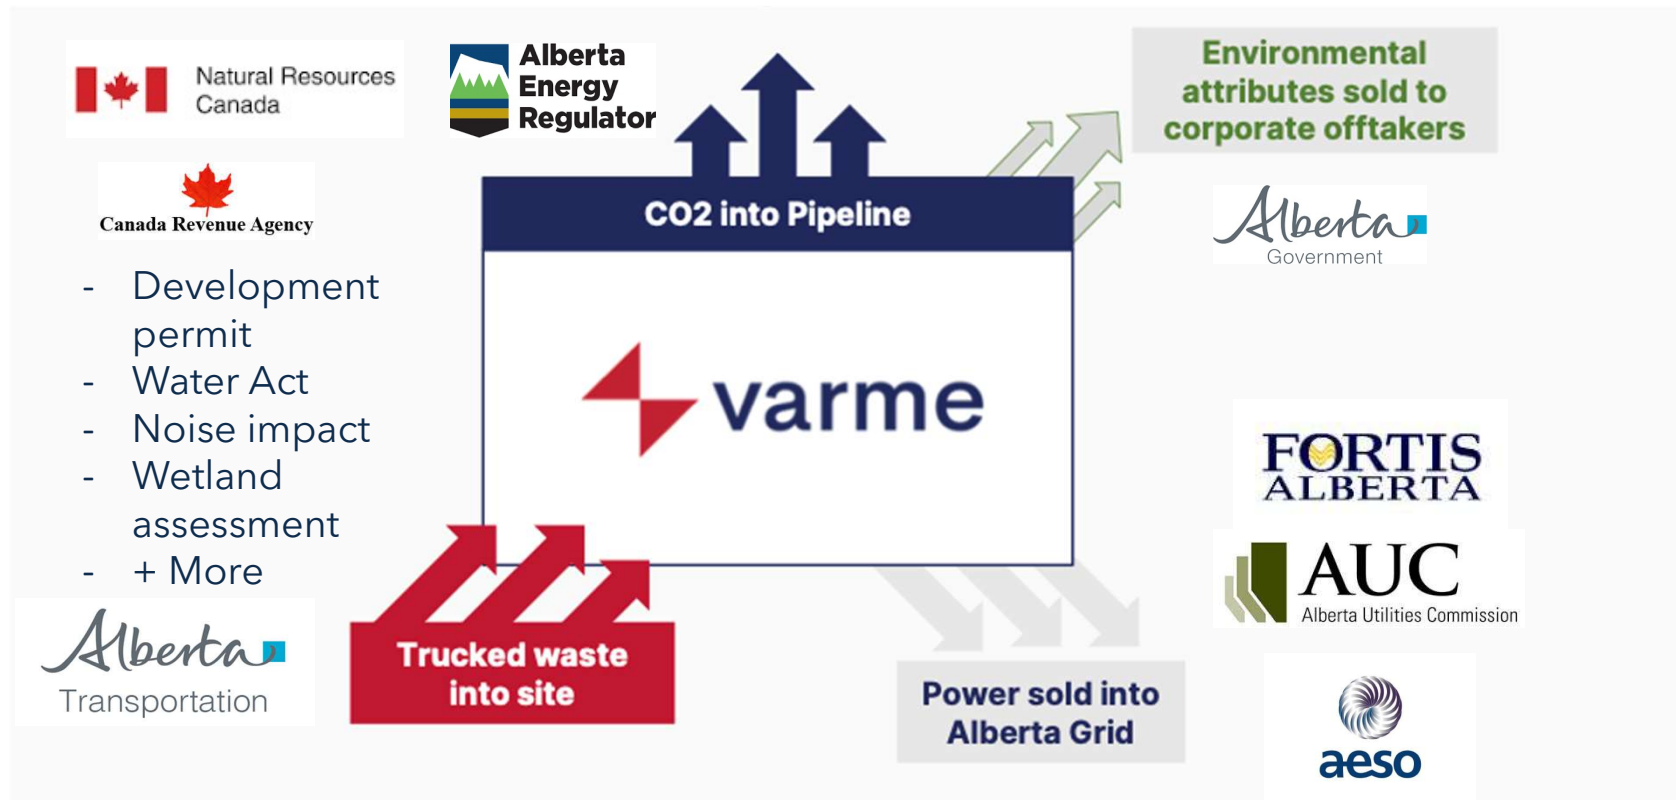 Natural Resources
Canada
Canada Revenue Agency
- Development
permit
- Water Act
- Noise impact
- Wetland
assessment
- + More
Alberta
Transportation
Alberta
Energy
Regulator
CO2 into Pipeline
varme
Trucked waste
into site
Environmental
attributes sold to
corporate offtakers
Alberta
Government
FORTIS
ALBERTA
AUC
Alberta Utilities Commission
Power sold into
Alberta Grid
aeso